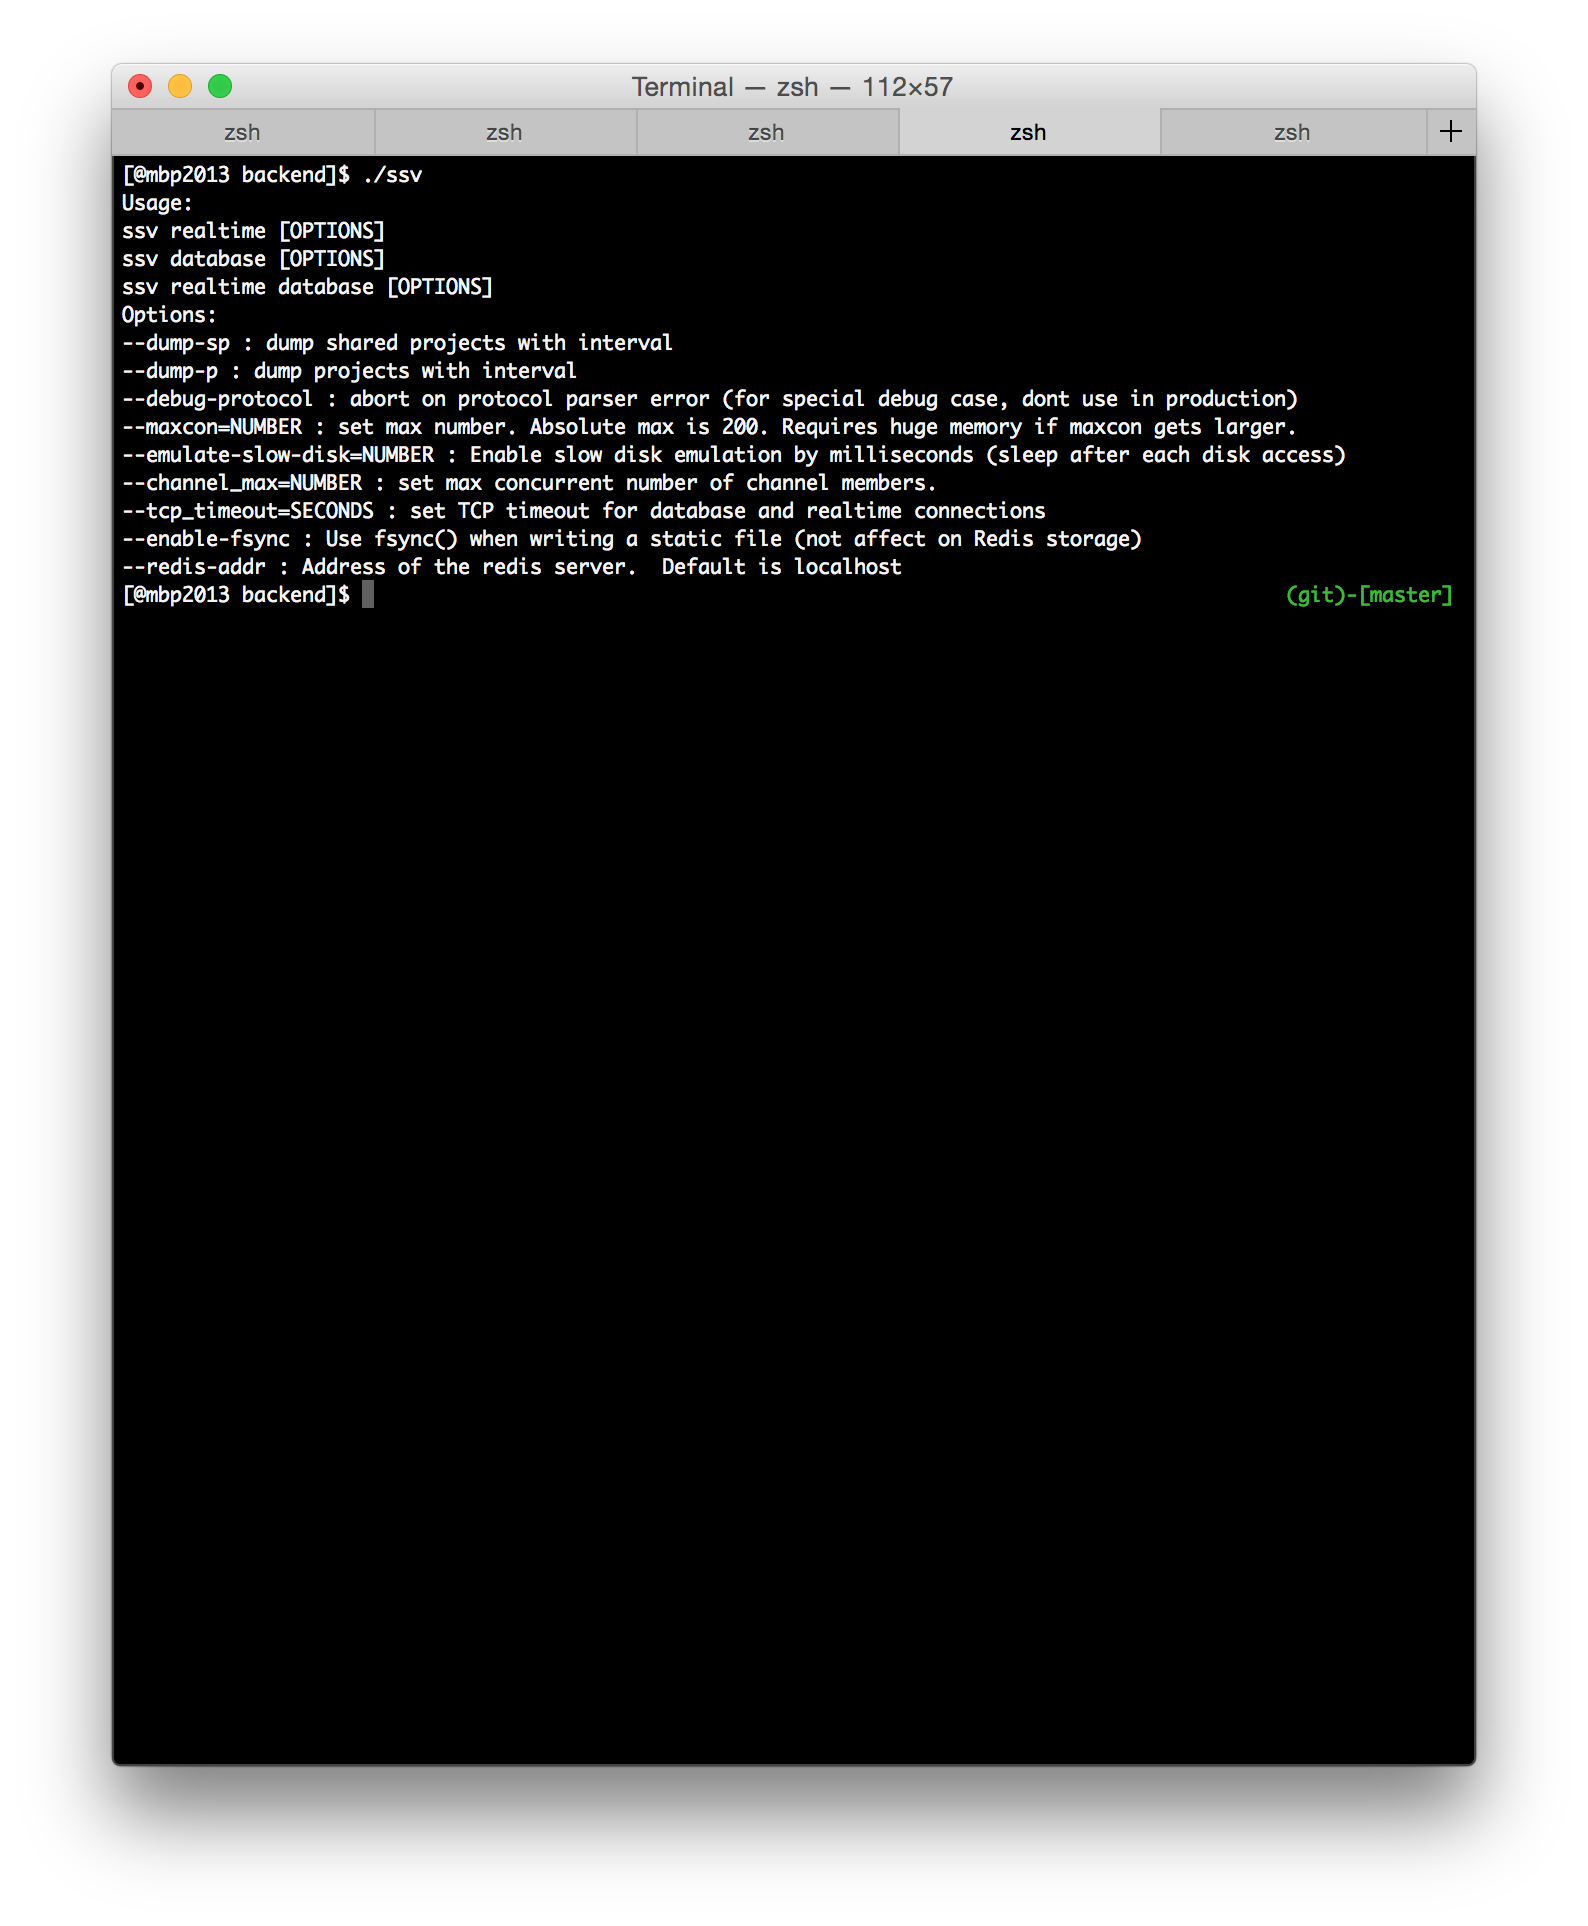 Terminal — zsh — 112×57
zsh zsh zsh zsh zsh +
[@mbp2013 backend]$ ./ssv
Usage:
ssv realtime [OPTIONS]
ssv database [OPTIONS]
ssv realtime database [OPTIONS]
Options:
--dump-sp : dump shared projects with interval
--dump-p : dump projects with interval
--debug-protocol : abort on protocol parser error (for special debug case, dont use in production)
--maxcon=NUMBER : set max number. Absolute max is 200. Requires huge memory if maxcon gets larger.
--emulate-slow-disk=NUMBER : Enable slow disk emulation by milliseconds (sleep after each disk access)
--channel_max=NUMBER : set max concurrent number of channel members.
--tcp_timeout=SECONDS : set TCP timeout for database and realtime connections
--enable-fsync : Use fsync() when writing a static file (not affect on Redis storage)
--redis-addr : Address of the redis server.  Default is localhost
[@mbp2013 backend]$ (git)-[master]